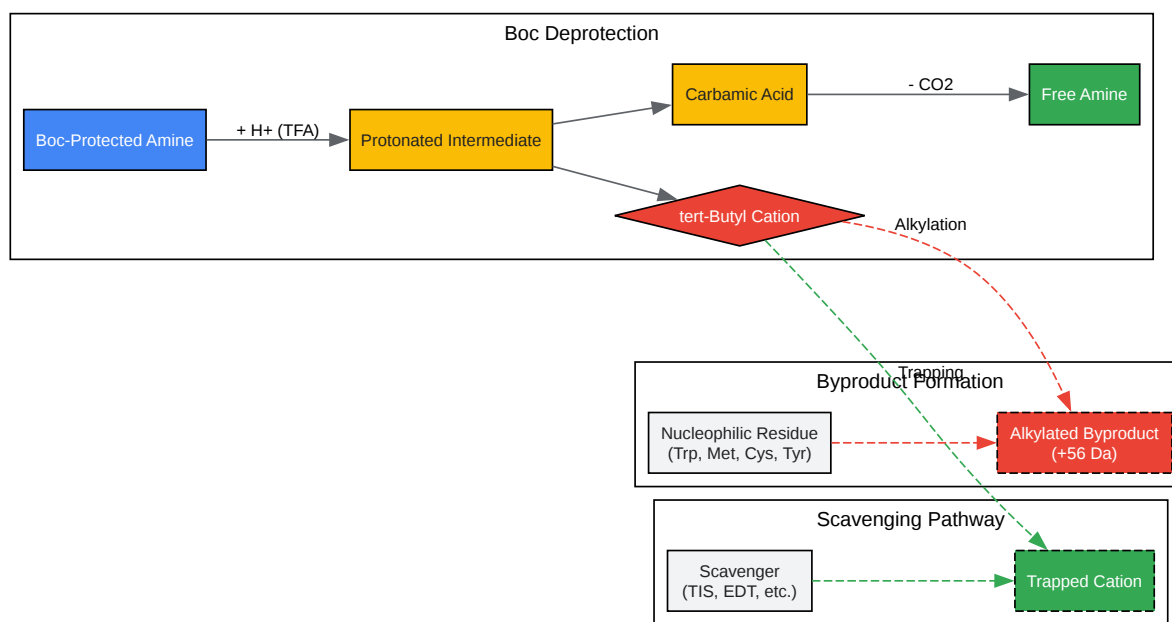 Boc Deprotection
Carbamic Acid
- CO2
Free Amine
Boc-Protected Amine
+ H+ (TFA)
Protonated Intermediate
tert-Butyl Cation
Alkylation
Trapping
Byproduct Formation
Nucleophilic Residue
(Trp, Met, Cys, Tyr)
Alkylated Byproduct
(+56 Da)
Scavenging Pathway
Scavenger
(TIS, EDT, etc.)
Trapped Cation